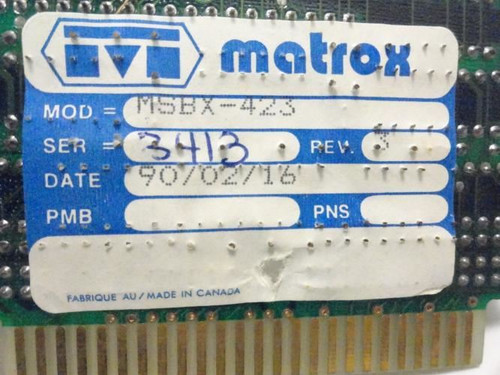 matrox
MOD = MSBX-423
SER = 3413 REV. 3
DATE 90/02/16
PMB PNS
FABRIQUE AU/MADE IN CANADA